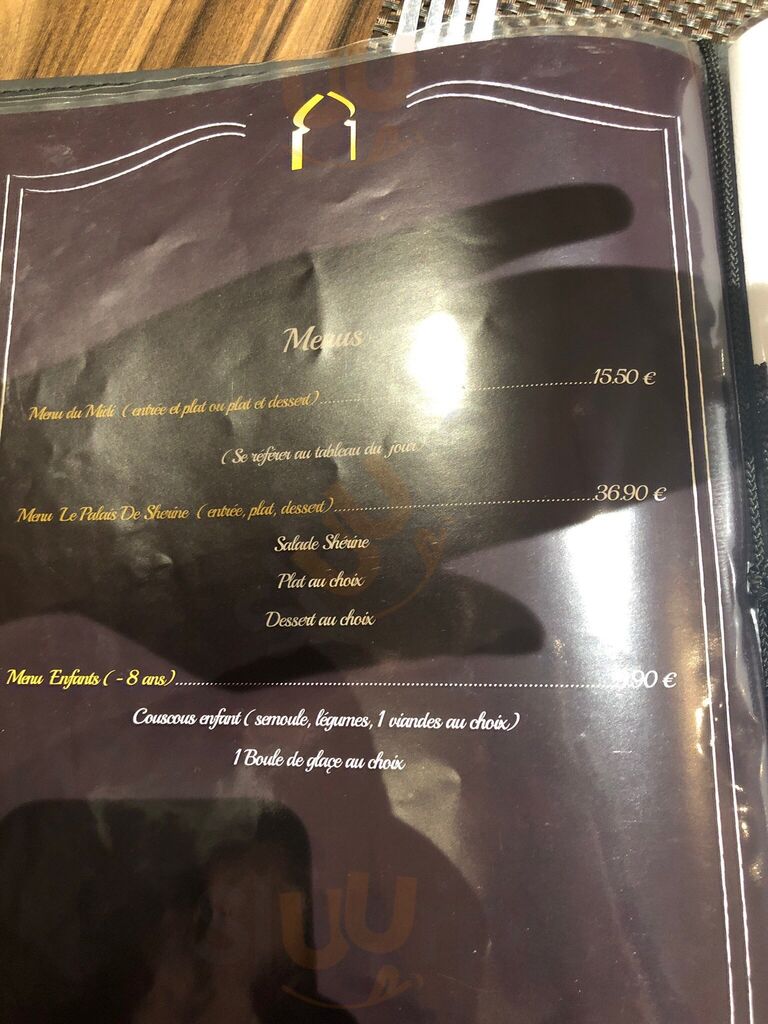 Menus
Menu du Midi ( entrée et plat ou plat et dessert)...............15.50 €
( Se référer au tableau du jour)
Menu Le Palais De Sherine ( entrée, plat, dessert)...............36.90 €
Salade Shérine
Plat au choix
Dessert au choix
Menu Enfants ( - 8 ans)...............
Couscous enfant ( semoule, légumes, 1 viandes au choix)
1 Boule de glaçe au choix